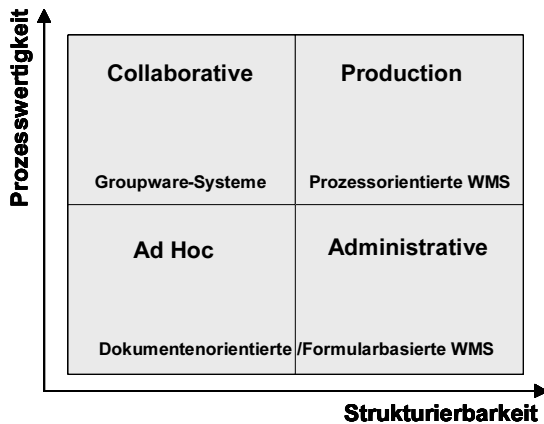 Prozesswertigkeit
Collaborative
Production
Groupware-Systeme
Prozessorientierte WMS
Ad Hoc
Administrative
Dokumentenorientierte /Formularbasierte WMS
Strukturierbarkeit